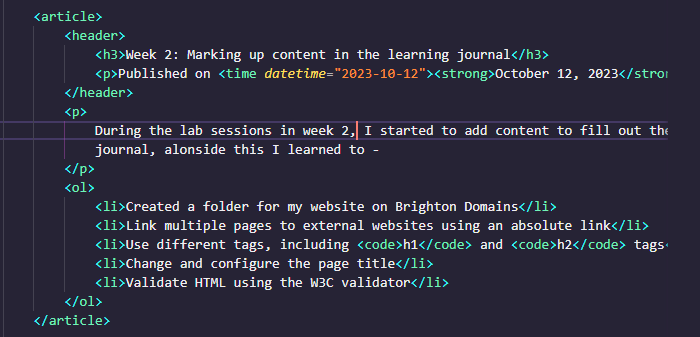 <article>
<header>
<h3>Week 2: Marking up content in the learning journal</h3>
<p>Published on <time datetime="2023-10-12"><strong>October 12, 2023</stron
</header>
<p>
During the lab sessions in week 2, I started to add content to fill out the
journal, alonside this I learned to -
</p>
<ol>
<li>Created a folder for my website on Brighton Domains</li>
<li>Link multiple pages to external websites using an absolute link</li>
<li>Use different tags, including <code>h1</code> and <code>h2</code> tags<
<li>Change and configure the page title</li>
<li>Validate HTML using the W3C validator</li>
</ol>
</article>